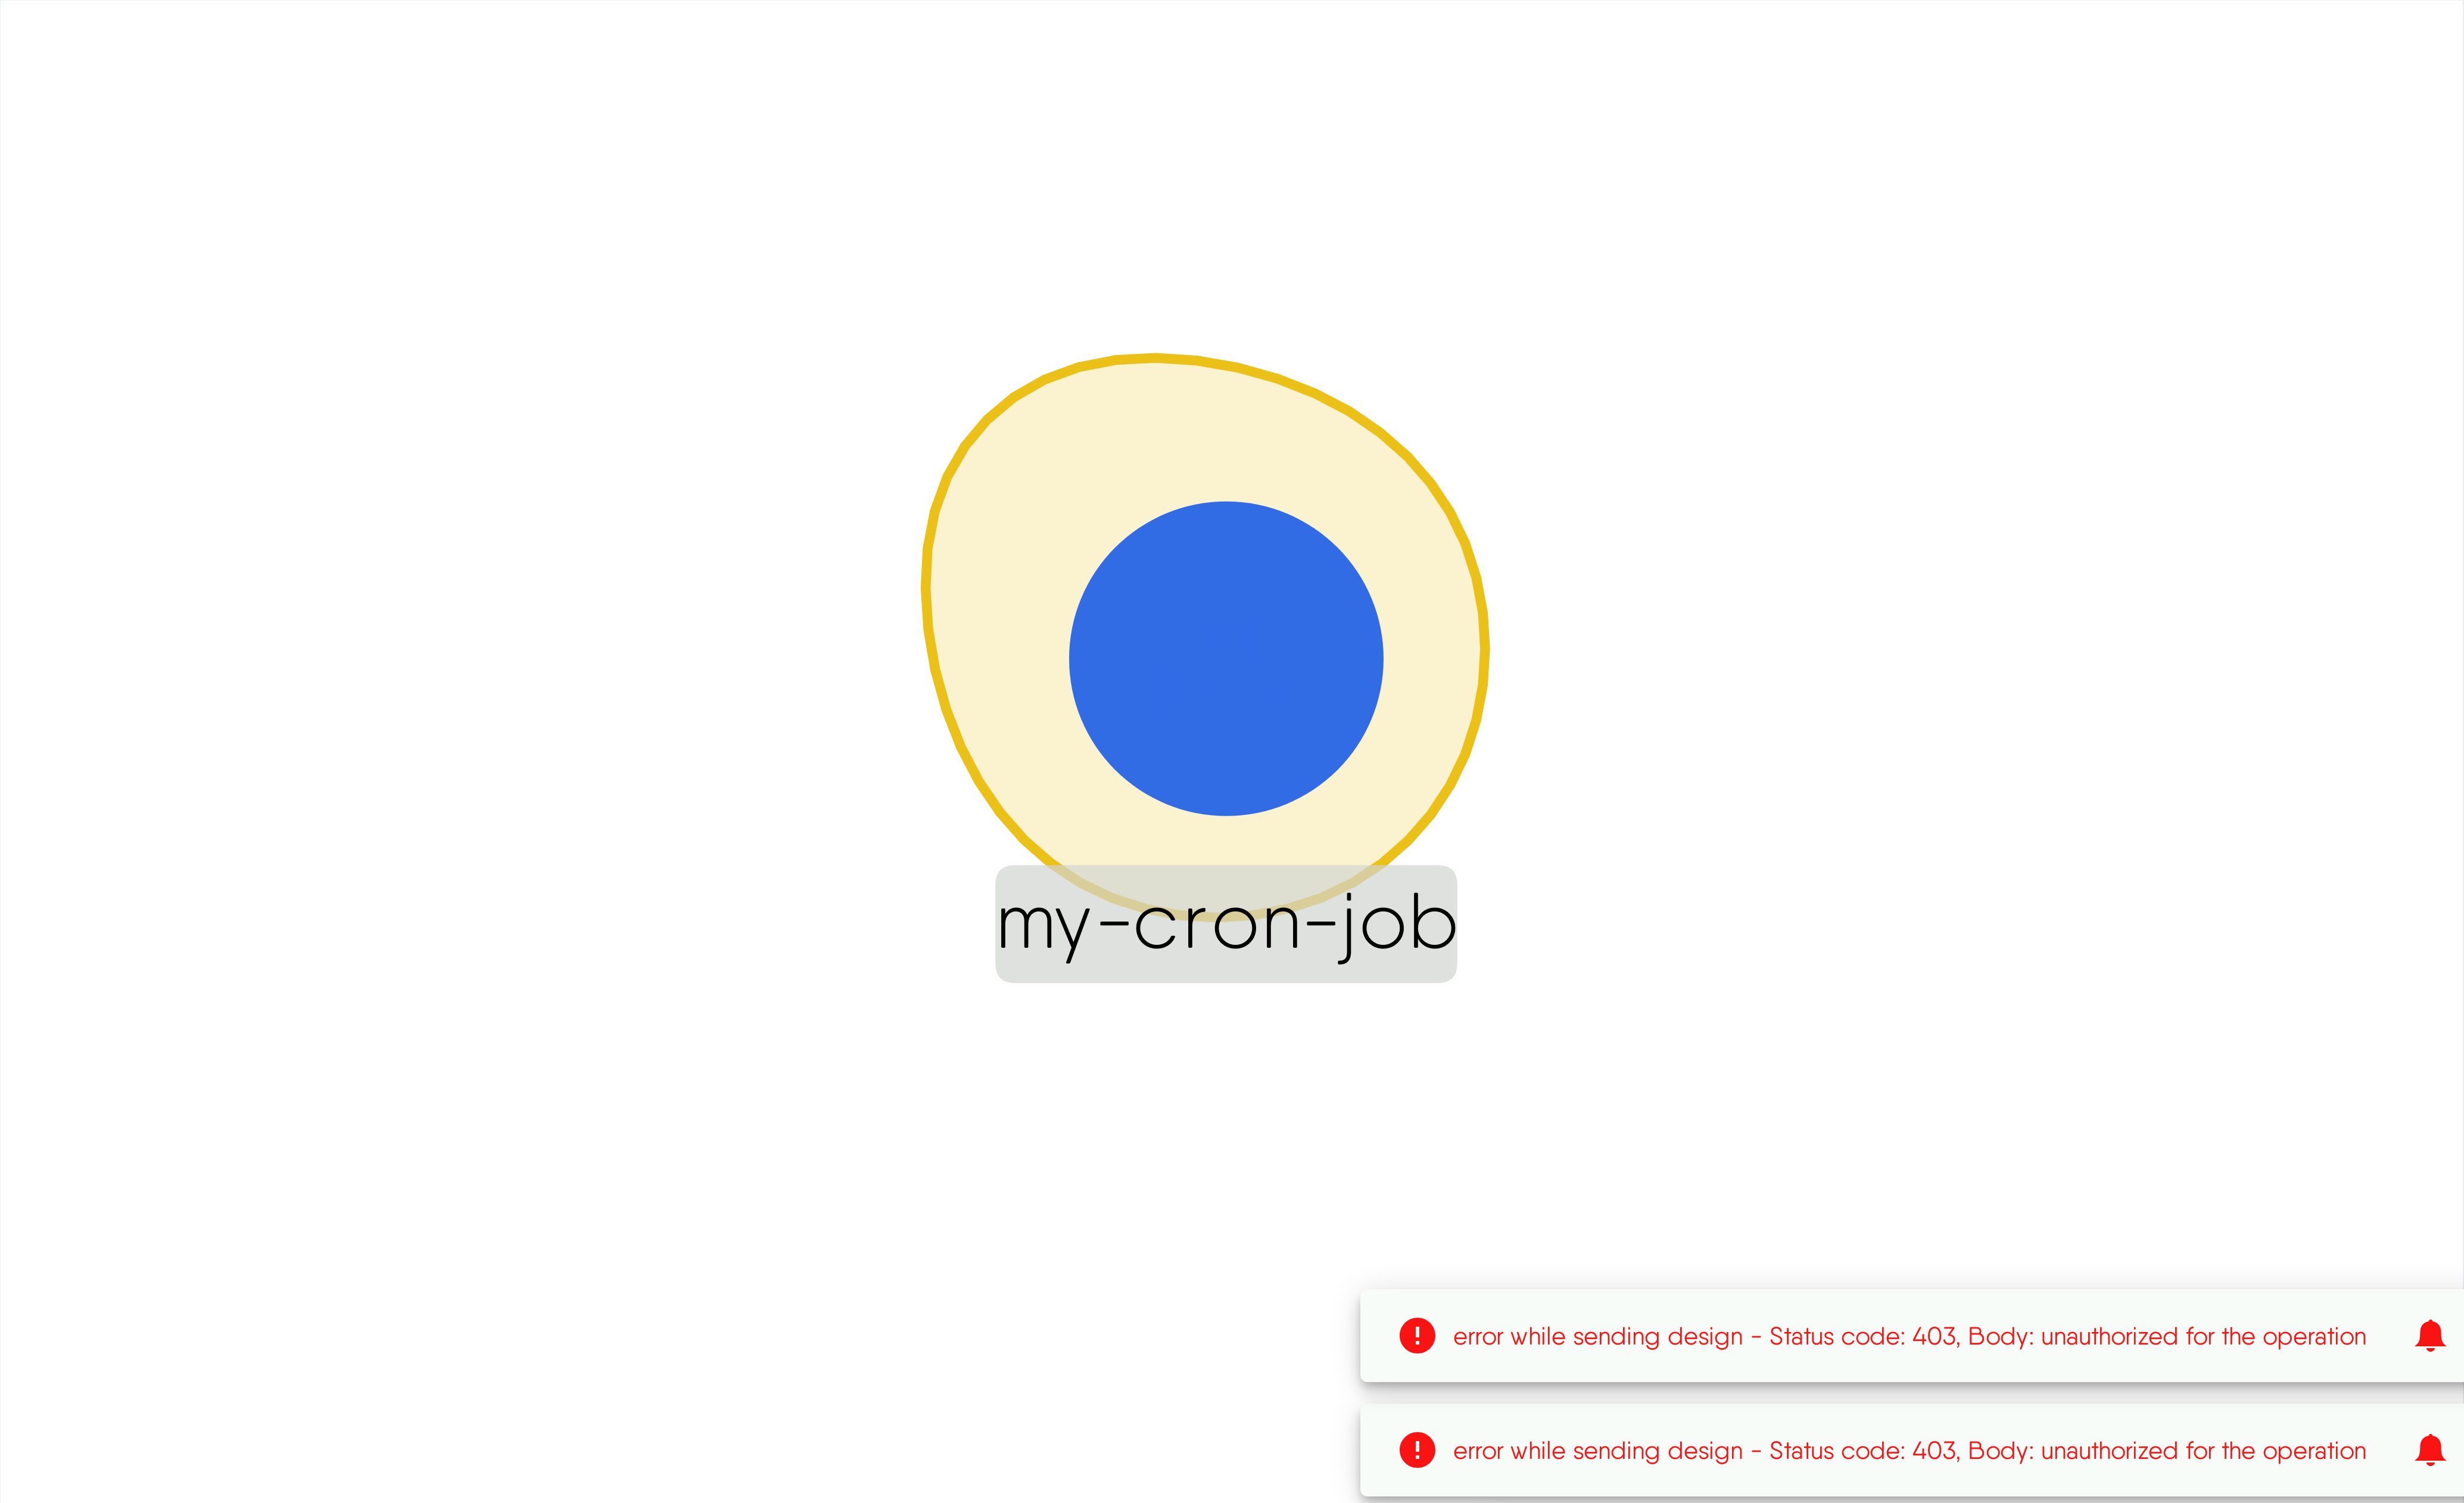 my-cron-job
error while sending design - Status code: 403, Body: unauthorized for the operation
error while sending design - Status code: 403, Body: unauthorized for the operation